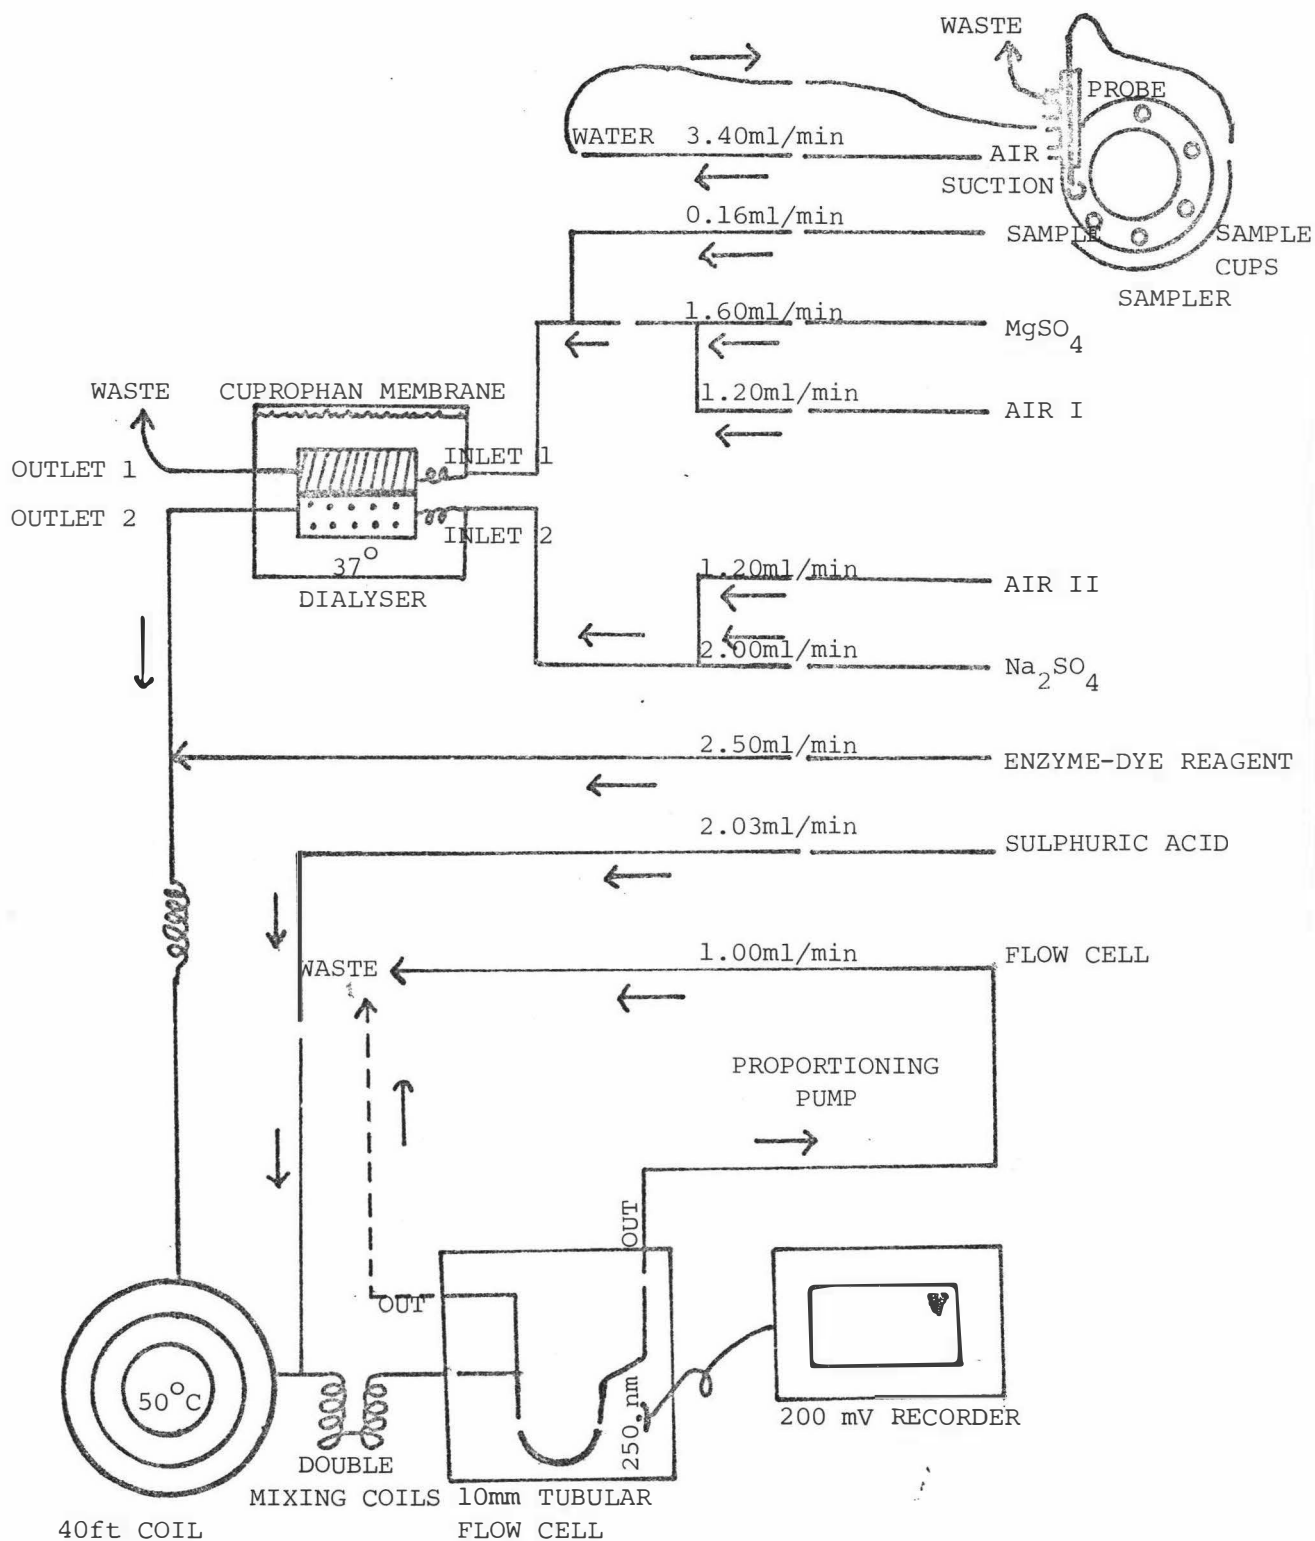 WASTE
PROBE
WATER 3.40ml/min
AIR
SUCTION
0.16ml/min
SAMPLE
SAMPLE
CUPS
SAMPLER
1.60ml/min
MgSO4
WASTE
CUPROPHAN MEMBRANE
1.20ml/min
AIR I
INLET 1
OUTLET 1
OUTLET 2
INLET 2
37°
DIALYSER
1.20ml/min
AIR II
2.00ml/min
Na2SO4
2.50ml/min
ENZYME-DYE REAGENT
2.03ml/min
SULPHURIC ACID
1.00ml/min
FLOW CELL
WASTE
PROPORTIONING
PUMP
OUT
OUT
50°C
250.nm
200 mV RECORDER
DOUBLE
MIXING COILS
10mm TUBULAR
FLOW CELL
40ft COIL